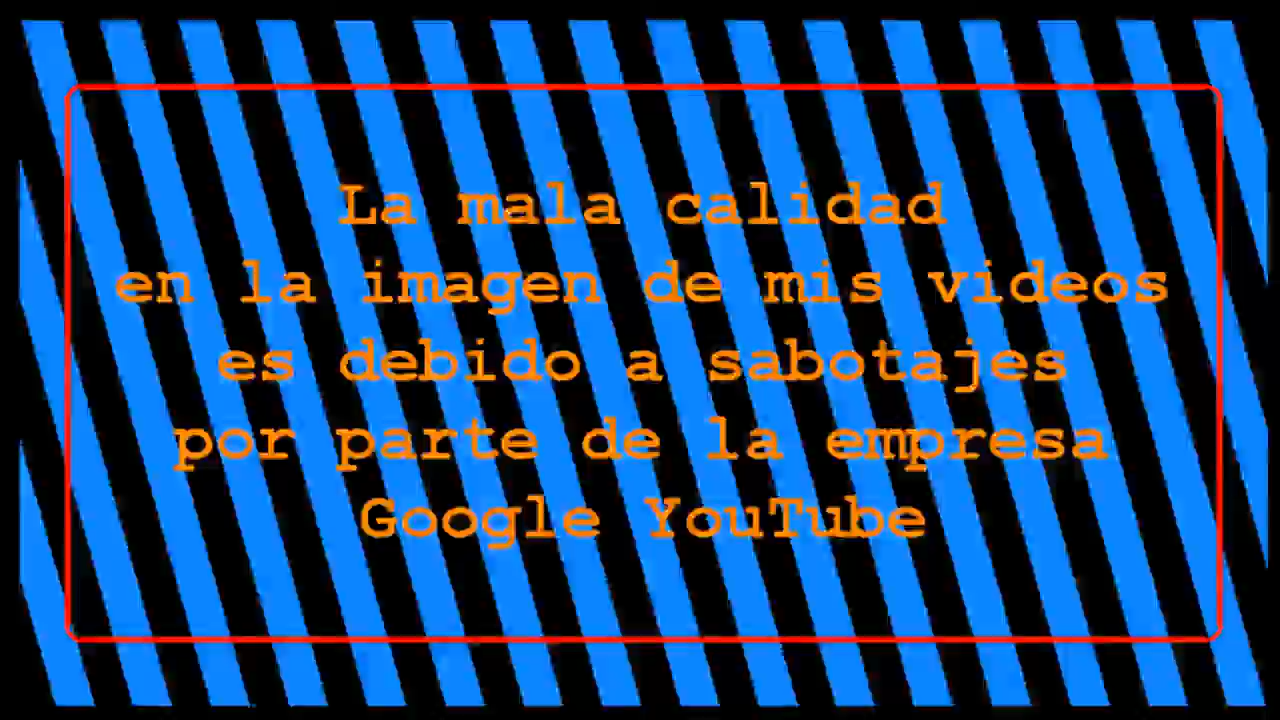 La mala calidad
en la imagen de mis videos
es debido a sabotajes
por parte de la empresa
Google YouTube